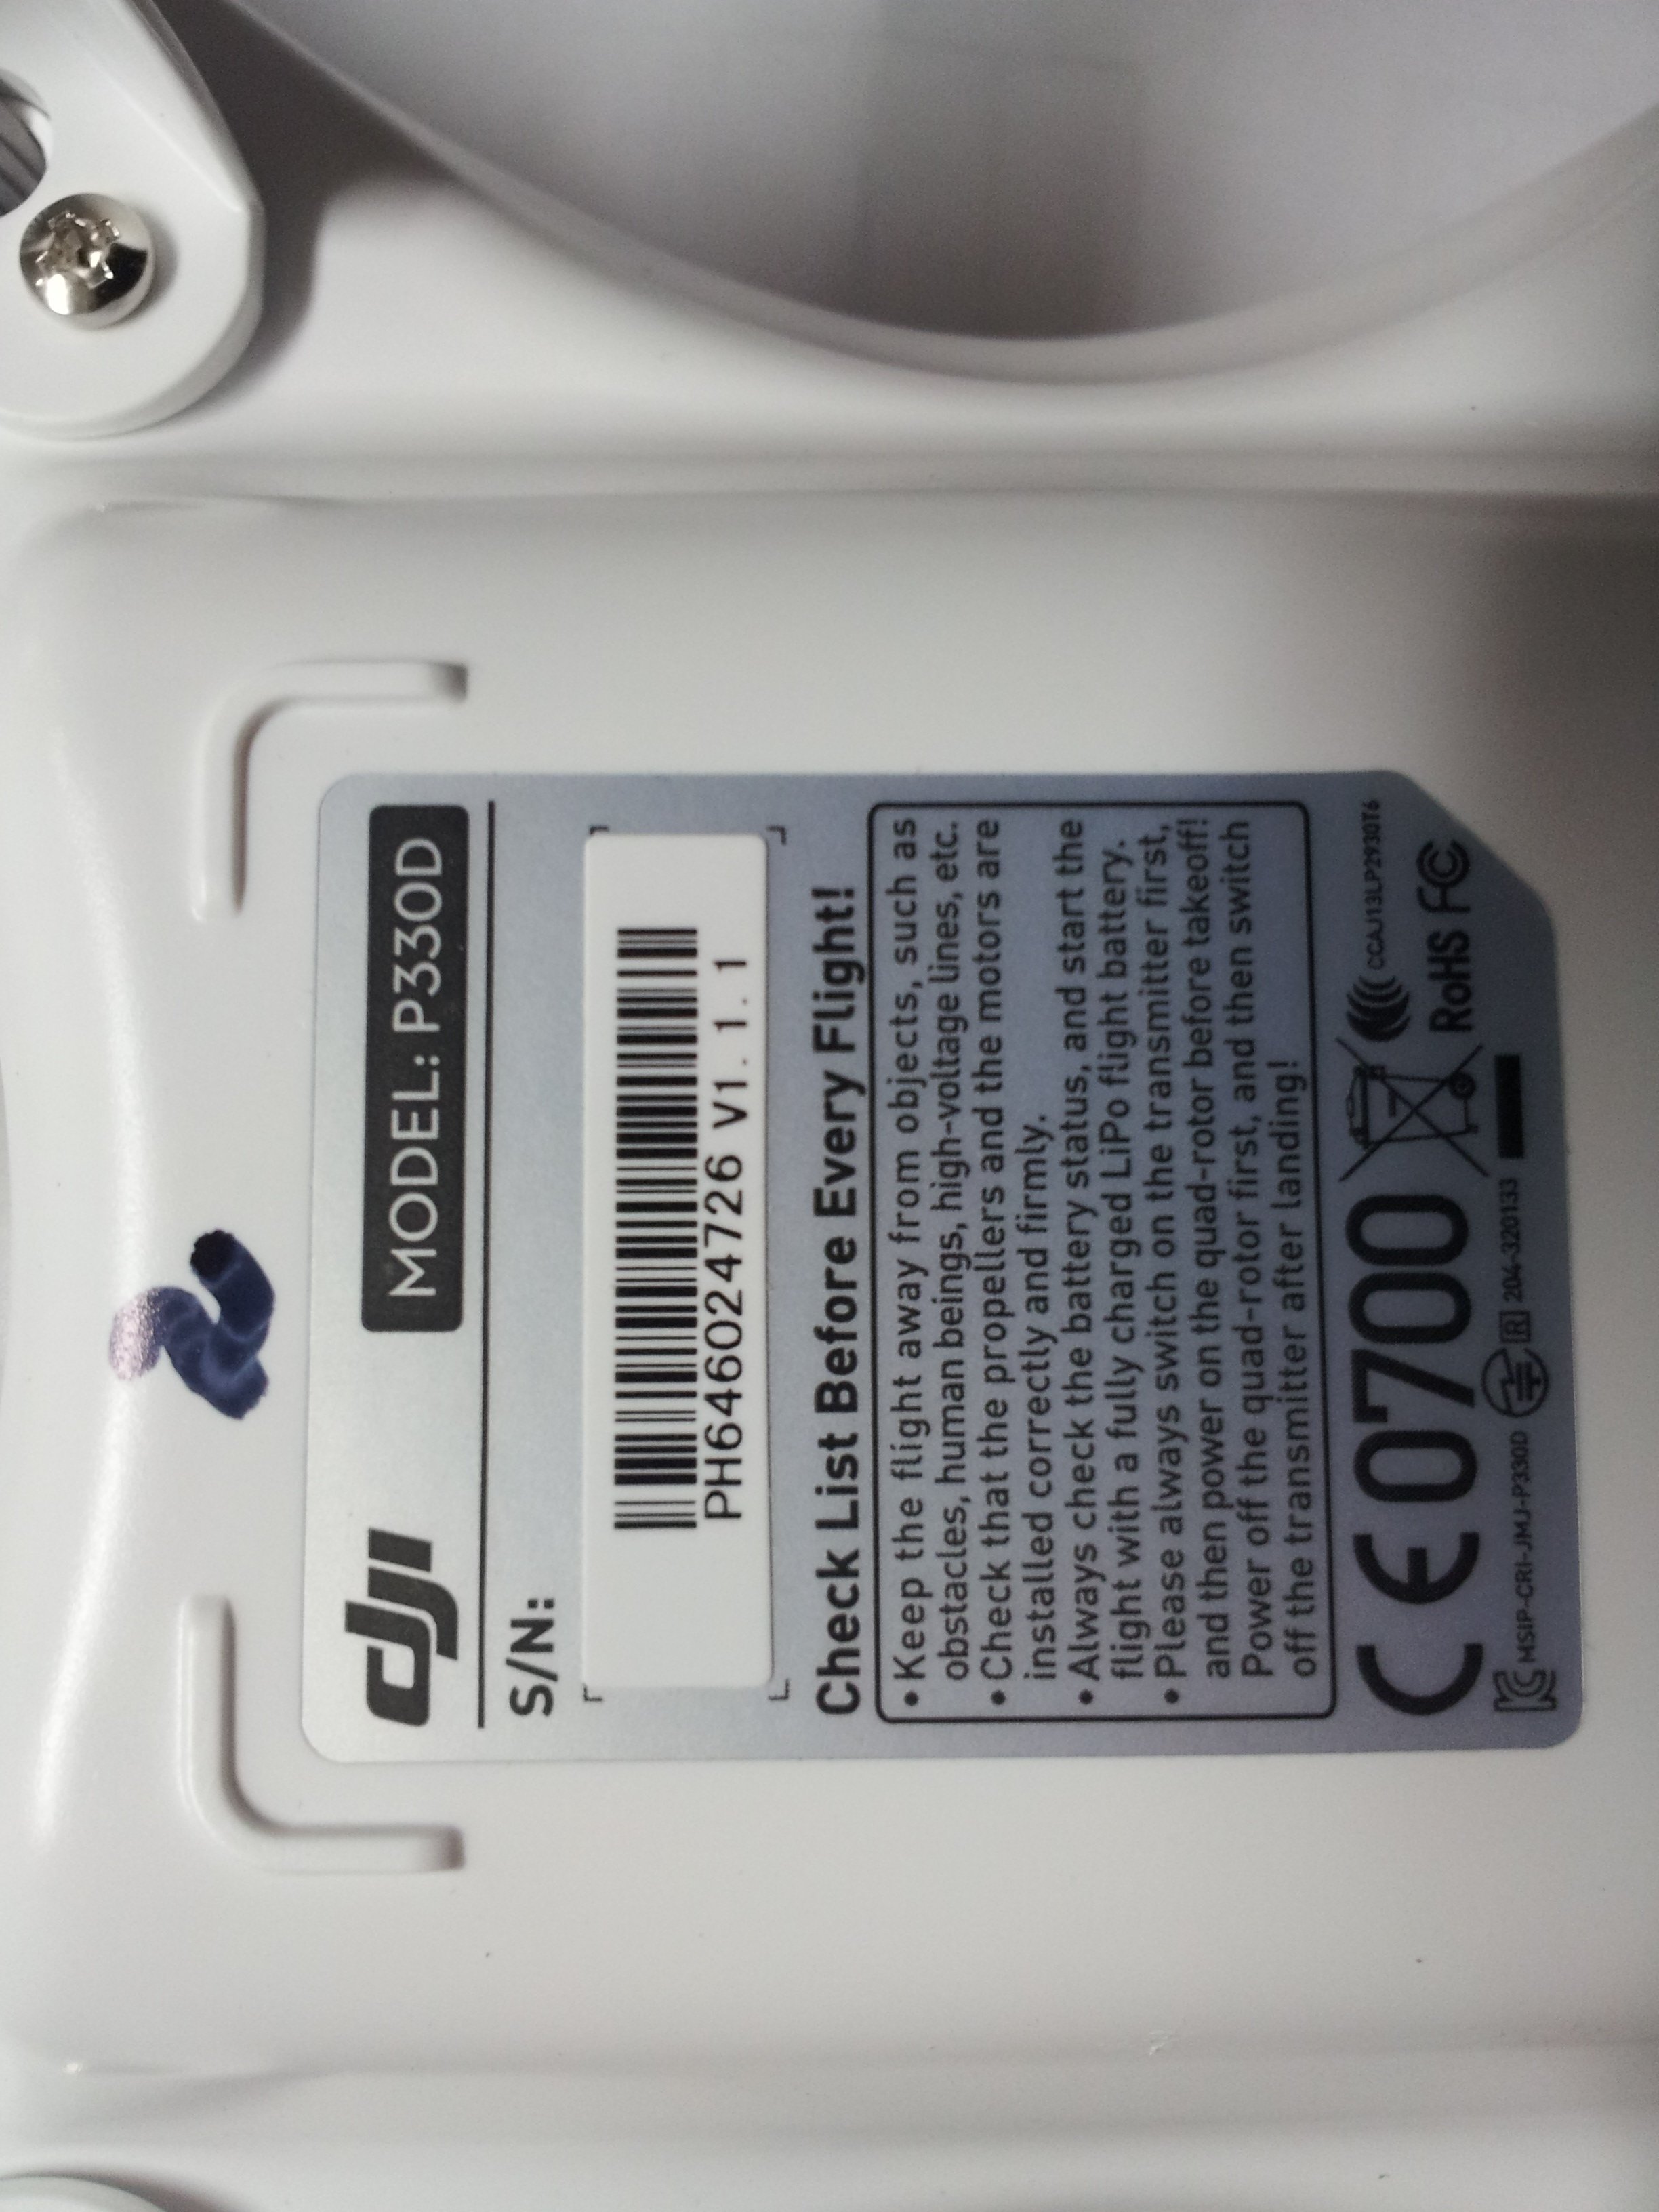 dji MODEL: P330D
S/N:
PH646024726 V1.1.1
Check List Before Every Flight!
• Keep the flight away from objects, such as
obstacles, human beings, high-voltage lines, etc.
• Check that the propellers and the motors are
installed correctly and firmly.
• Always check the battery status, and start the
flight with a fully charged LiPo flight battery.
• Please always switch on the transmitter first,
and then power on the quad-rotor before takeoff!
Power off the quad-rotor first, and then switch
off the transmitter after landing!
CE0700
CCAJ13LP2930T6
RoHS FC
MSIP-CRI-JMJ-P330D R 204-320133